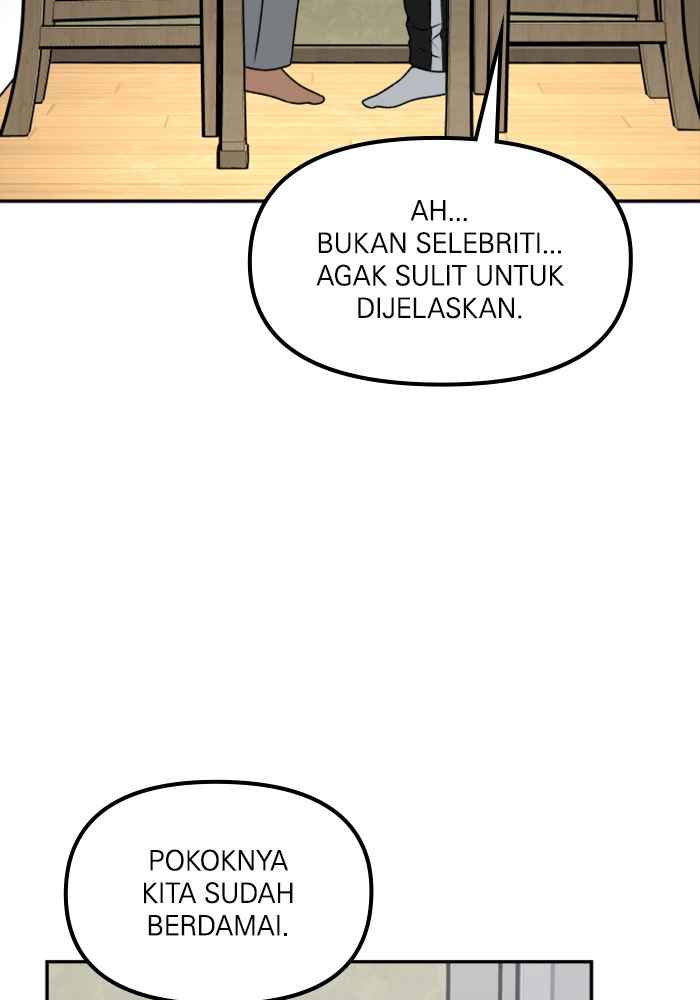 AH...
BUKAN SELEBRITI...
AGAK SULIT UNTUK
DIJELASKAN.
POKOKNYA
KITA SUDAH
BERDAMAI.